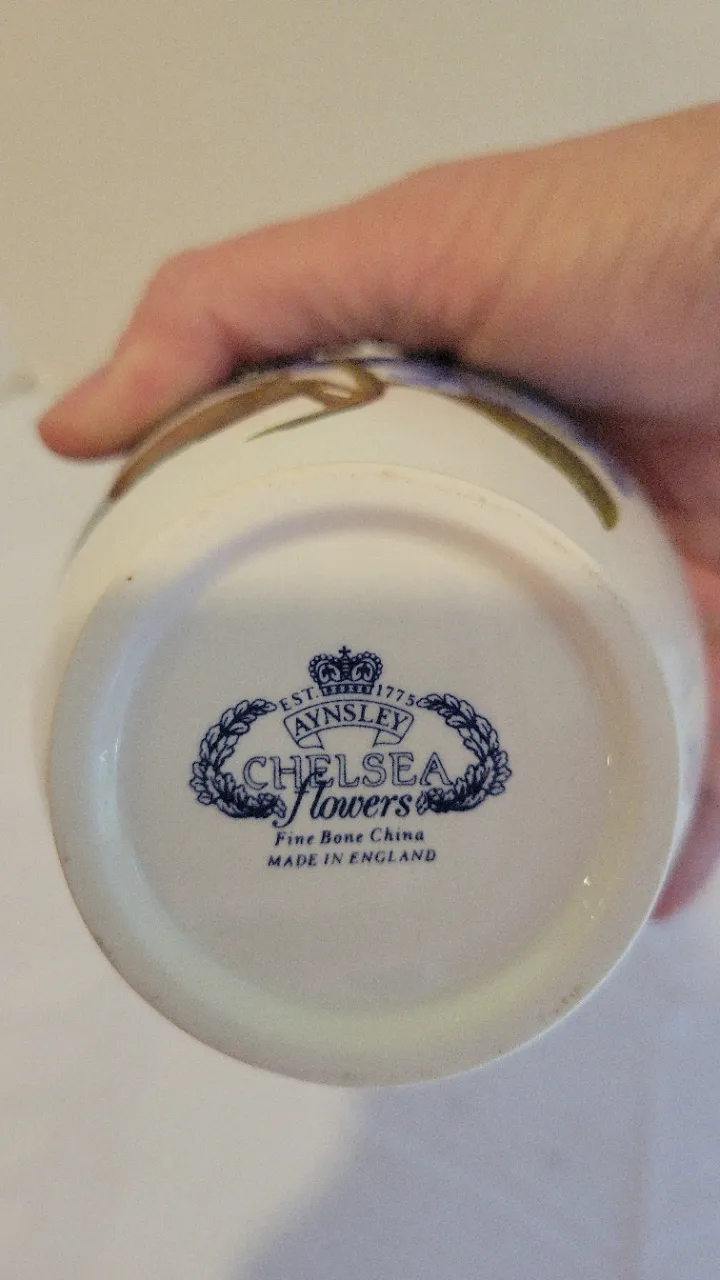 EST. 1775
AYNSLEY
CHELSEA
flowers
Fine Bone China
MADE IN ENGLAND